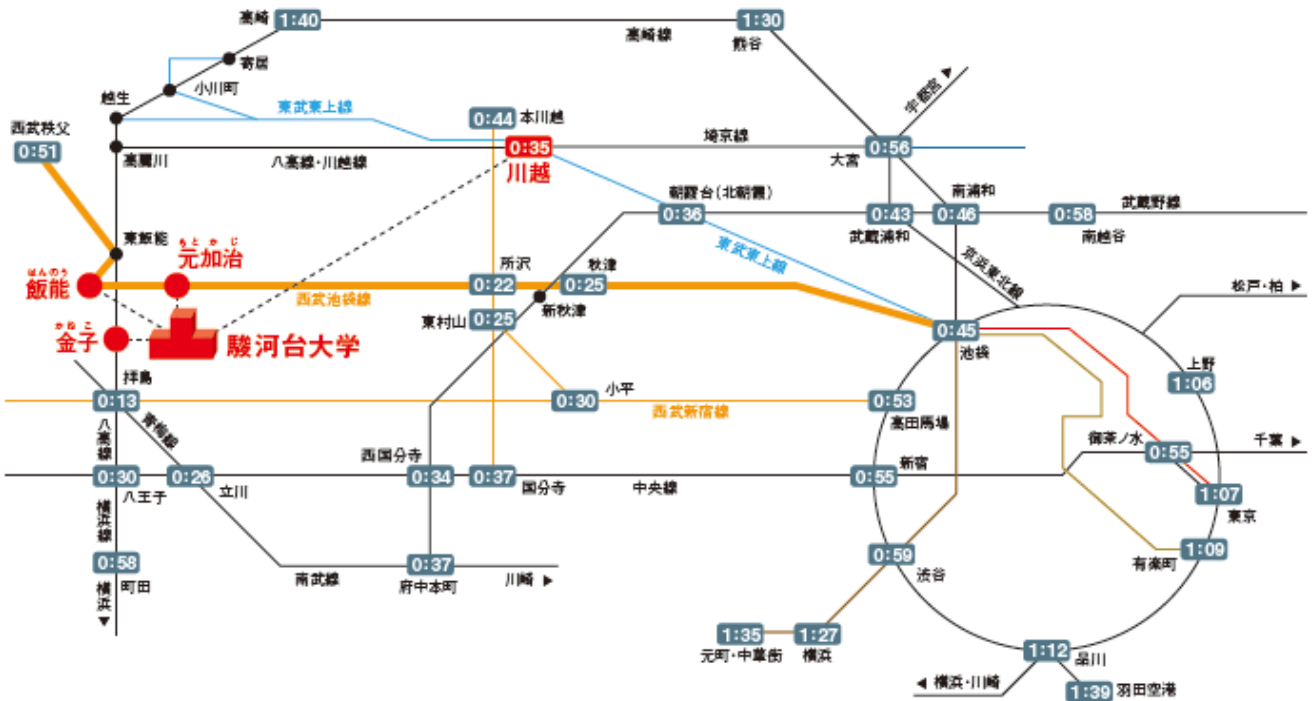 高崎
1:40
高崎線
1:30
熊谷
寄居
小川町
越生
東武東上線
0:44
本川越
宇都宮▲
西武秩父
0:51
高麗川
八高線・川越線
0:35
川越
埼京線
0:56
大宮
朝霞台(北朝霞)
0:36
0:43
武蔵浦和
南浦和
0:46
0:58
南越谷
武蔵野線
東飯能
もとかじ
元加治
東武東上線
京浜東北線
はんのう
飯能
西武池袋線
所沢
0:22
秋津
0:25
新秋津
松戸・柏 ▶
かねこ
金子
駿河台大学
東村山
0:25
0:45
池袋
上野
1:06
拝島
0:13
青梅線
八高線
小平
0:30
西武新宿線
0:53
高田馬場
御茶ノ水
0:55
千葉 ▶
0:30
八王子
0:26
立川
西国分寺
0:34
0:37
国分寺
中央線
0:55
新宿
1:07
東京
横浜線
0:58
町田
横浜▼
南武線
0:37
府中本町
川崎 ▶
0:59
渋谷
1:09
有楽町
1:35
元町・中華街
1:27
横浜
1:12
品川
◀ 横浜・川崎
1:39
羽田空港